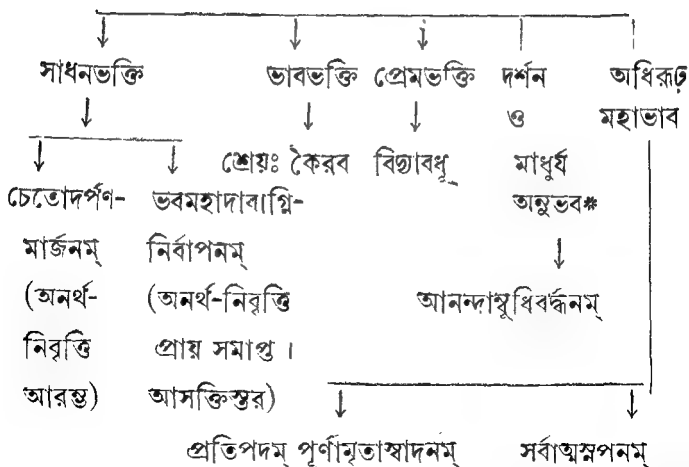 সাধনভক্তি ভাবভক্তি প্রেমভক্তি দর্শন অধিরূঢ়
ও মহাভাব
শ্রেয়ঃ কৈরব বিদ্যাবধূ মাধুর্য
চেতোদর্পণ- ভবমহাদাবাগ্নি- অনুভব*
মার্জনম্ নির্বাপনম্
(অনর্থ- (অনর্থ-নিবৃত্তি আনন্দাম্বুধিবর্দ্ধনম্
নিবৃত্তি প্রায় সমাপ্ত ।
আরম্ভ) আসক্তিস্তর)
প্রতিপদম্ পূর্ণামৃতাস্বাদনম্ সর্বাত্মস্নপনম্